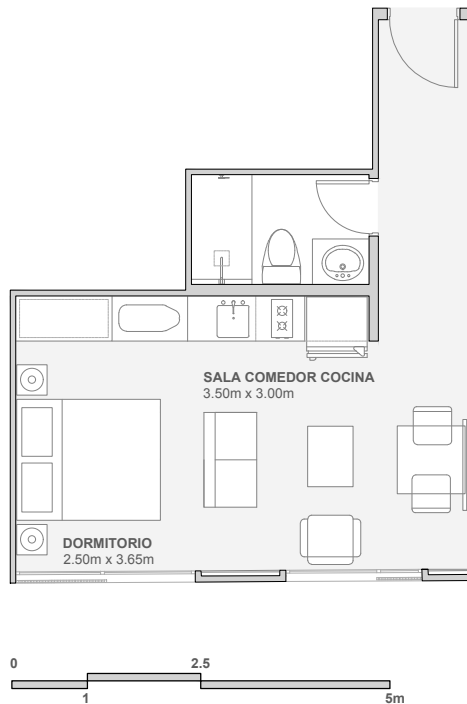 SALA COMEDOR COCINA
3.50m x 3.00m
DORMITORIO
2.50m x 3.65m
0 2.5
1 5m